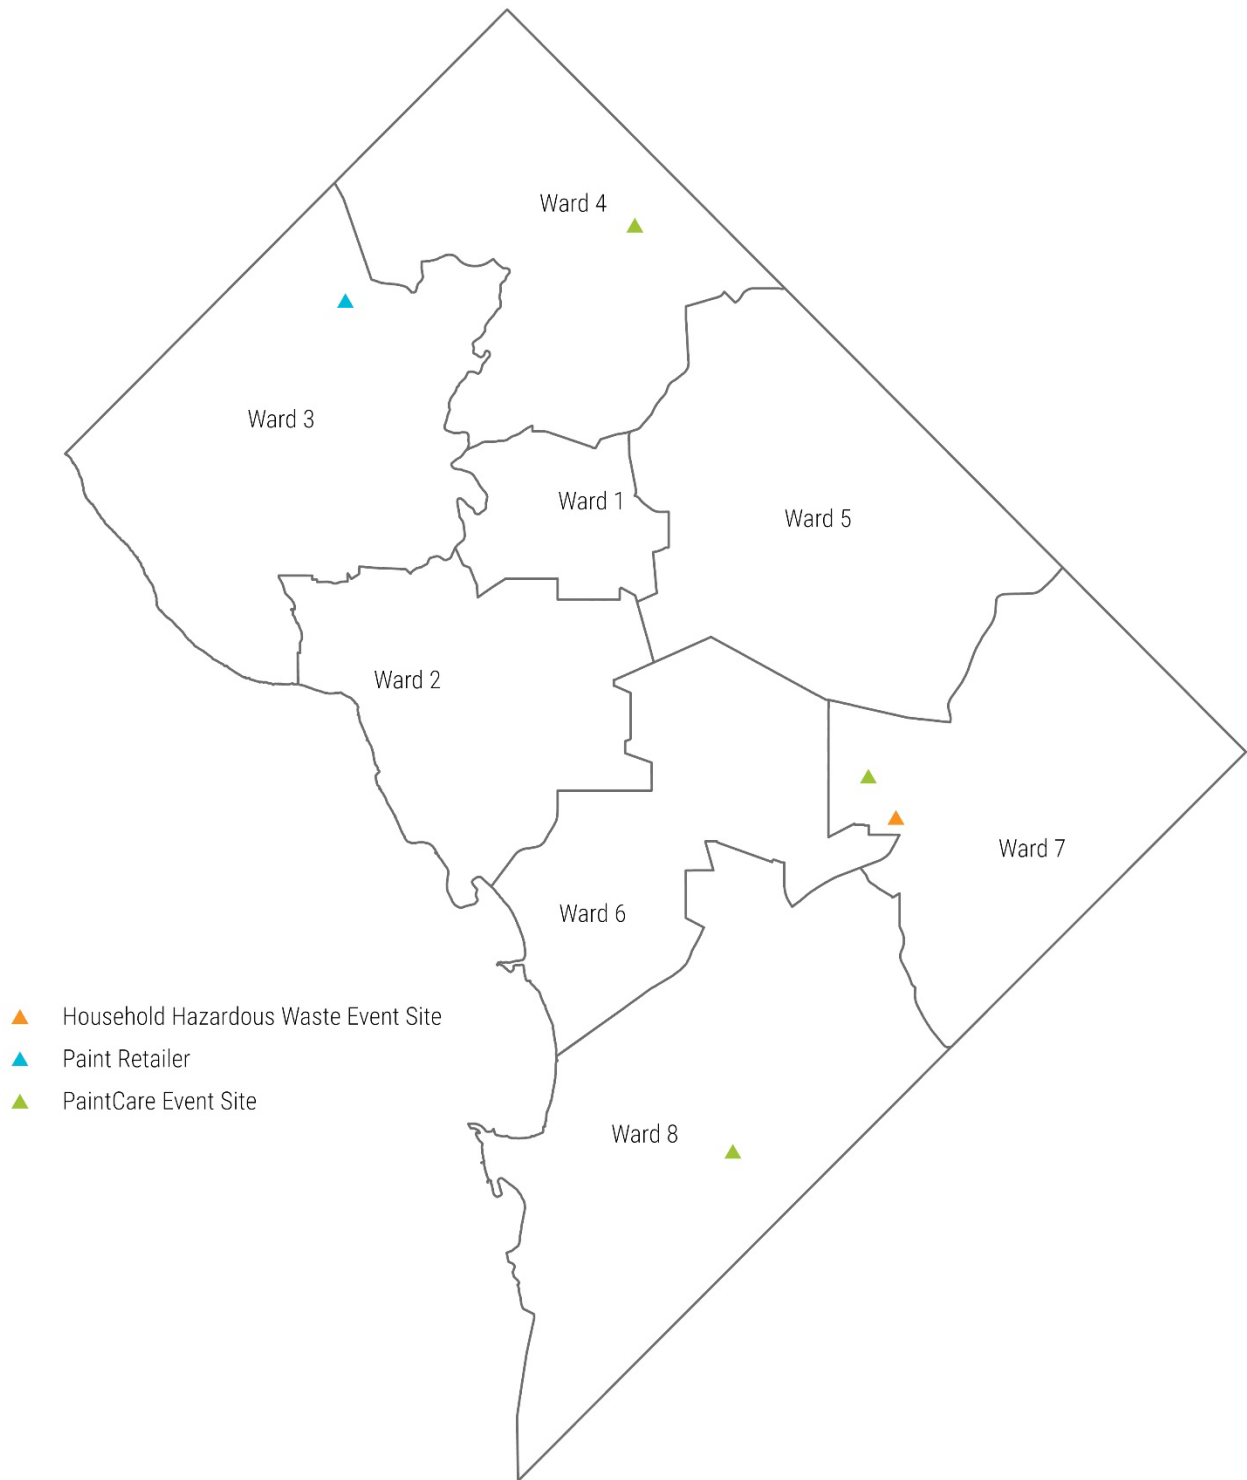 Ward 4
Ward 3
Ward 1
Ward 5
Ward 2
Ward 7
Ward 6
Household Hazardous Waste Event Site
Paint Retailer
PaintCare Event Site
Ward 8